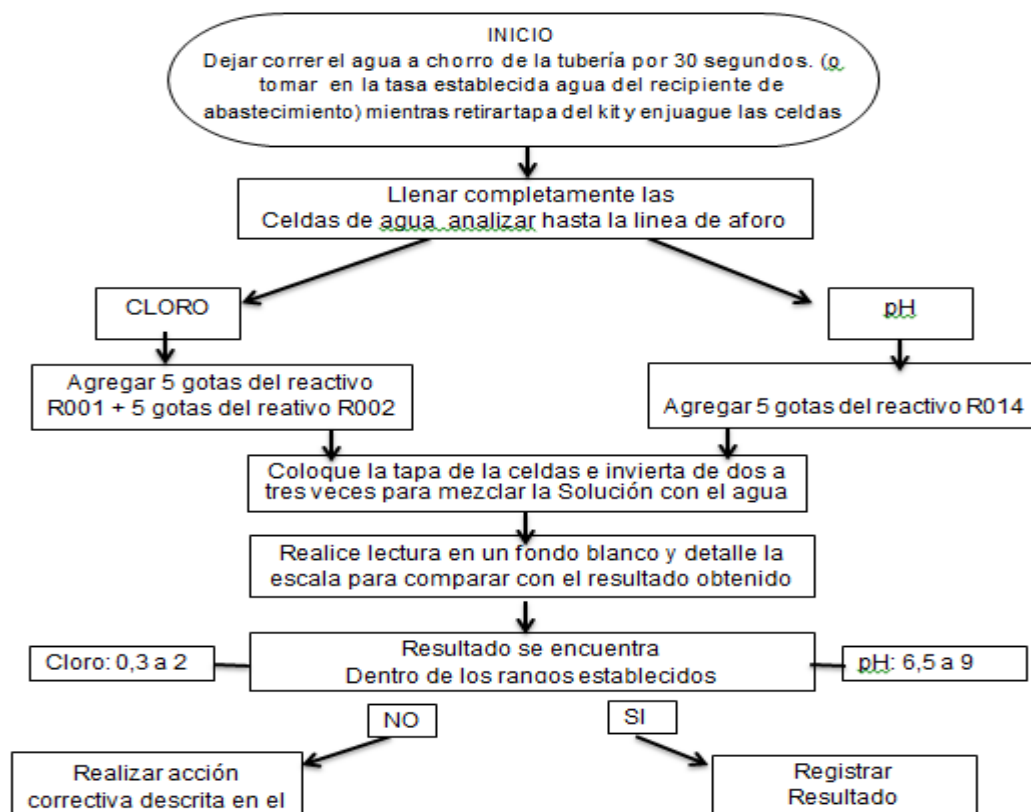 INICIO
Dejar correr el agua a chorro de la tubería por 30 segundos. (o
tomar en la tasa establecida agua del recipiente de
abastecimiento) mientras retirar tapa del kit y enjuague las celdas
Llenar completamente las
Celdas de agua analizar hasta la linea de aforo
CLORO
pH
Agregar 5 gotas del reactivo
R001 + 5 gotas del reativo R002
Agregar 5 gotas del reactivo R014
Coloque la tapa de la celdas e invierta de dos a
tres veces para mezclar la Solución con el agua
Realice lectura en un fondo blanco y detalle la
escala para comparar con el resultado obtenido
Cloro: 0,3 a 2
Resultado se encuentra
Dentro de los rangos establecidos
pH: 6,5 a 9
NO
SI
Realizar acción
correctiva descrita en el
Registrar
Resultado